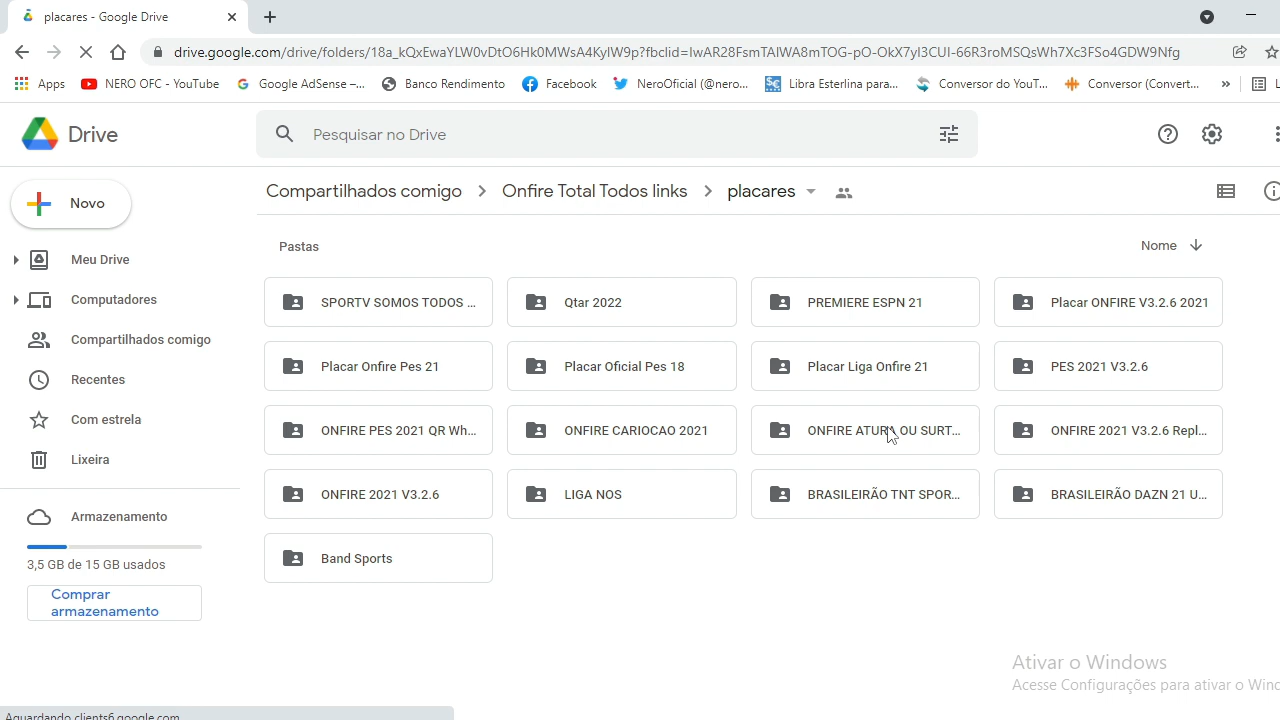 placares - Google Drive
drive.google.com/drive/folders/18a_kQxEwaYLW0vDtO6Hk0MWsA4KyIW9p?fbclid=IwAR28FsmTAIWA8mTOG-pO-OkX7yI3CUI-66R3roMSQsWh7Xc3FSo4GDW9Nfg
Apps NERO OFC - YouTube Google AdSense –... Banco Rendimento Facebook NeroOficial (@nero... Libra Esterlina para... Conversor do YouT... Conversor (Convert... » L
Drive Pesquisar no Drive
Novo Compartilhados comigo > Onfire Total Todos links > placares
Pastas Nome
Meu Drive
Computadores
Compartilhados comigo
Recentes
Com estrela
Lixeira
Armazenamento
3,5 GB de 15 GB usados
Comprar
armazenamento
SPORTV SOMOS TODOS ... Qtar 2022 PREMIERE ESPN 21 Placar ONFIRE V3.2.6 2021
Placar Onfire Pes 21 Placar Oficial Pes 18 Placar Liga Onfire 21 PES 2021 V3.2.6
ONFIRE PES 2021 QR Wh... ONFIRE CARIOCAO 2021 ONFIRE ATURA OU SURT... ONFIRE 2021 V3.2.6 Repl...
ONFIRE 2021 V3.2.6 LIGA NOS BRASILEIRÃO TNT SPOR... BRASILEIRÃO DAZN 21 U...
Band Sports
Ativar o Windows
Acesse Configurações para ativar o Winc
Aguardando clients6.google.com